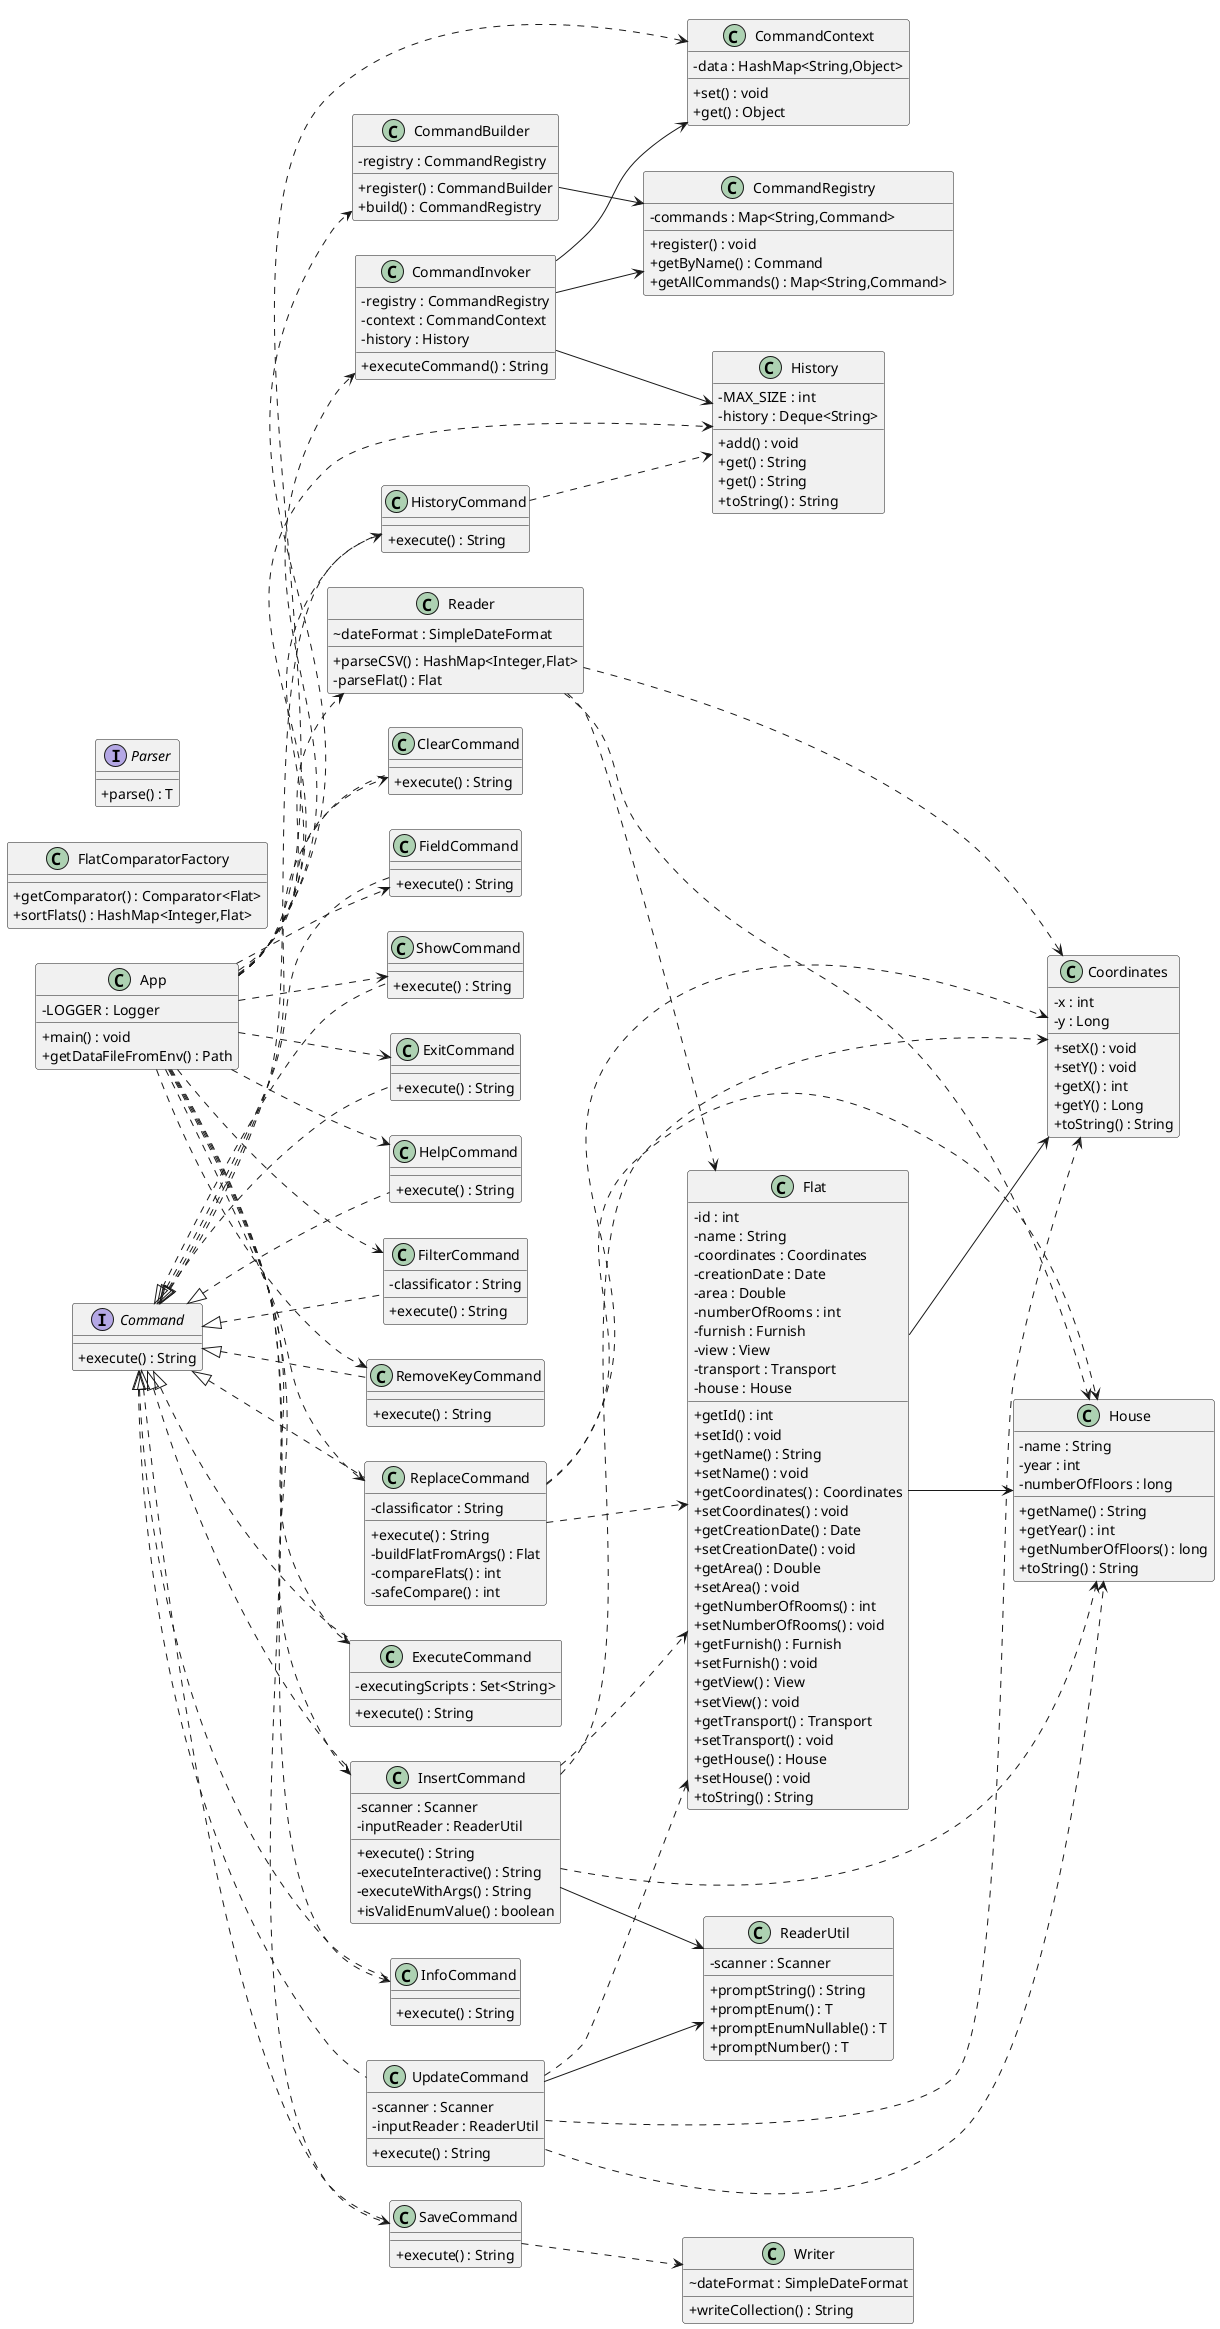 CommandContext
-data : HashMap<String,Object>
+set() : void
+get() : Object
CommandBuilder
-registry : CommandRegistry
+register() : CommandBuilder
+build() : CommandRegistry
CommandRegistry
-commands : Map<String,Command>
+register() : void
+getByName() : Command
+getAllCommands() : Map<String,Command>
CommandInvoker
-registry : CommandRegistry
-context : CommandContext
-history : History
+executeCommand() : String
History
-MAX_SIZE : int
-history : Deque<String>
+add() : void
+get() : String
+get() : String
+toString() : String
HistoryCommand
+execute() : String
Reader
~dateFormat : SimpleDateFormat
+parseCSV() : HashMap<Integer,Flat>
-parseFlat() : Flat
Parser
+parse() : T
ClearCommand
+execute() : String
FlatComparatorFactory
+getComparator() : Comparator<Flat>
+sortFlats() : HashMap<Integer,Flat>
FieldCommand
+execute() : String
App
-LOGGER : Logger
+main() : void
+getDataFileFromEnv() : Path
ShowCommand
+execute() : String
Coordinates
-x : int
-y : Long
+setX() : void
+setY() : void
+getX() : int
+getY() : Long
+toString() : String
ExitCommand
+execute() : String
HelpCommand
+execute() : String
Flat
-id : int
-name : String
-coordinates : Coordinates
-creationDate : Date
-area : Double
-numberOfRooms : int
-furnish : Furnish
-view : View
-transport : Transport
-house : House
+getId() : int
+setId() : void
+getName() : String
+setName() : void
+getCoordinates() : Coordinates
+setCoordinates() : void
+getCreationDate() : Date
+setCreationDate() : void
+getArea() : Double
+setArea() : void
+getNumberOfRooms() : int
+setNumberOfRooms() : void
+getFurnish() : Furnish
+setFurnish() : void
+getView() : View
+setView() : void
+getTransport() : Transport
+setTransport() : void
+getHouse() : House
+setHouse() : void
+toString() : String
FilterCommand
-classificator : String
+execute() : String
Command
+execute() : String
RemoveKeyCommand
+execute() : String
House
-name : String
-year : int
-numberOfFloors : long
+getName() : String
+getYear() : int
+getNumberOfFloors() : long
+toString() : String
ReplaceCommand
-classificator : String
+execute() : String
-buildFlatFromArgs() : Flat
-compareFlats() : int
-safeCompare() : int
ExecuteCommand
-executingScripts : Set<String>
+execute() : String
InsertCommand
-scanner : Scanner
-inputReader : ReaderUtil
+execute() : String
-executeInteractive() : String
-executeWithArgs() : String
+isValidEnumValue() : boolean
ReaderUtil
-scanner : Scanner
+promptString() : String
+promptEnum() : T
+promptEnumNullable() : T
+promptNumber() : T
InfoCommand
+execute() : String
UpdateCommand
-scanner : Scanner
-inputReader : ReaderUtil
+execute() : String
SaveCommand
+execute() : String
Writer
~dateFormat : SimpleDateFormat
+writeCollection() : String